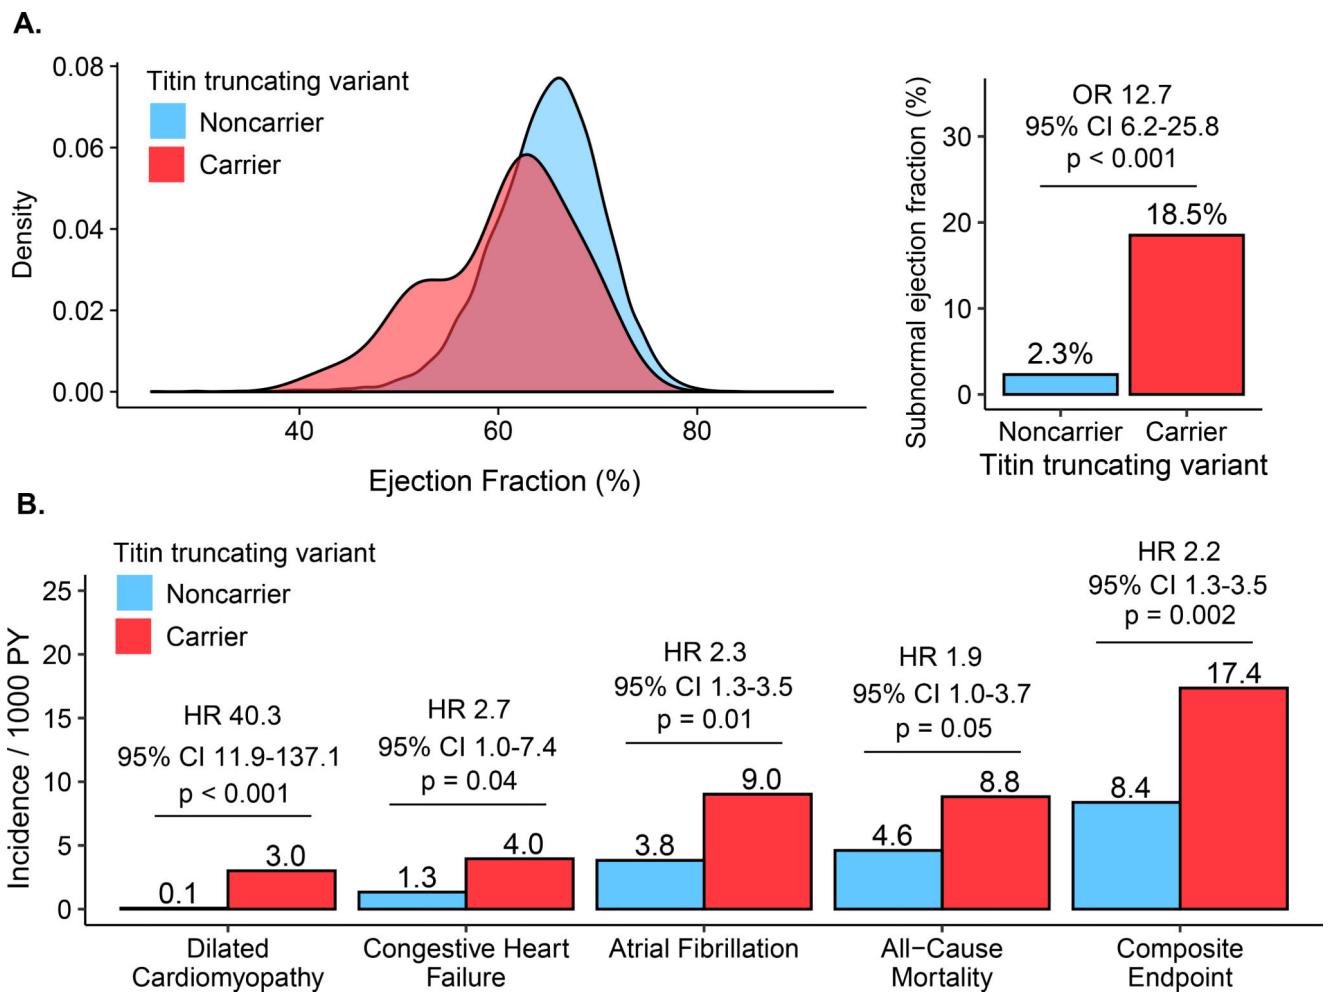 A.
Titin truncating variant
Noncarrier
Carrier
Density
0.08
0.06
0.04
0.02
0.00
40
60
80
Ejection Fraction (%)
Subnormal ejection fraction (%)
30
20
10
0
OR 12.7
95% CI 6.2-25.8
p < 0.001
18.5%
2.3%
Noncarrier
Carrier
Titin truncating variant
B.
Titin truncating variant
Noncarrier
Carrier
Incidence / 1000 PY
25
20
15
10
5
0
HR 40.3
95% CI 11.9-137.1
p < 0.001
0.1
3.0
HR 2.7
95% CI 1.0-7.4
p = 0.04
1.3
4.0
HR 2.3
95% CI 1.3-3.5
p = 0.01
3.8
9.0
HR 1.9
95% CI 1.0-3.7
p = 0.05
4.6
8.8
HR 2.2
95% CI 1.3-3.5
p = 0.002
8.4
17.4
Dilated
Cardiomyopathy
Congestive Heart
Failure
Atrial Fibrillation
All−Cause
Mortality
Composite
Endpoint